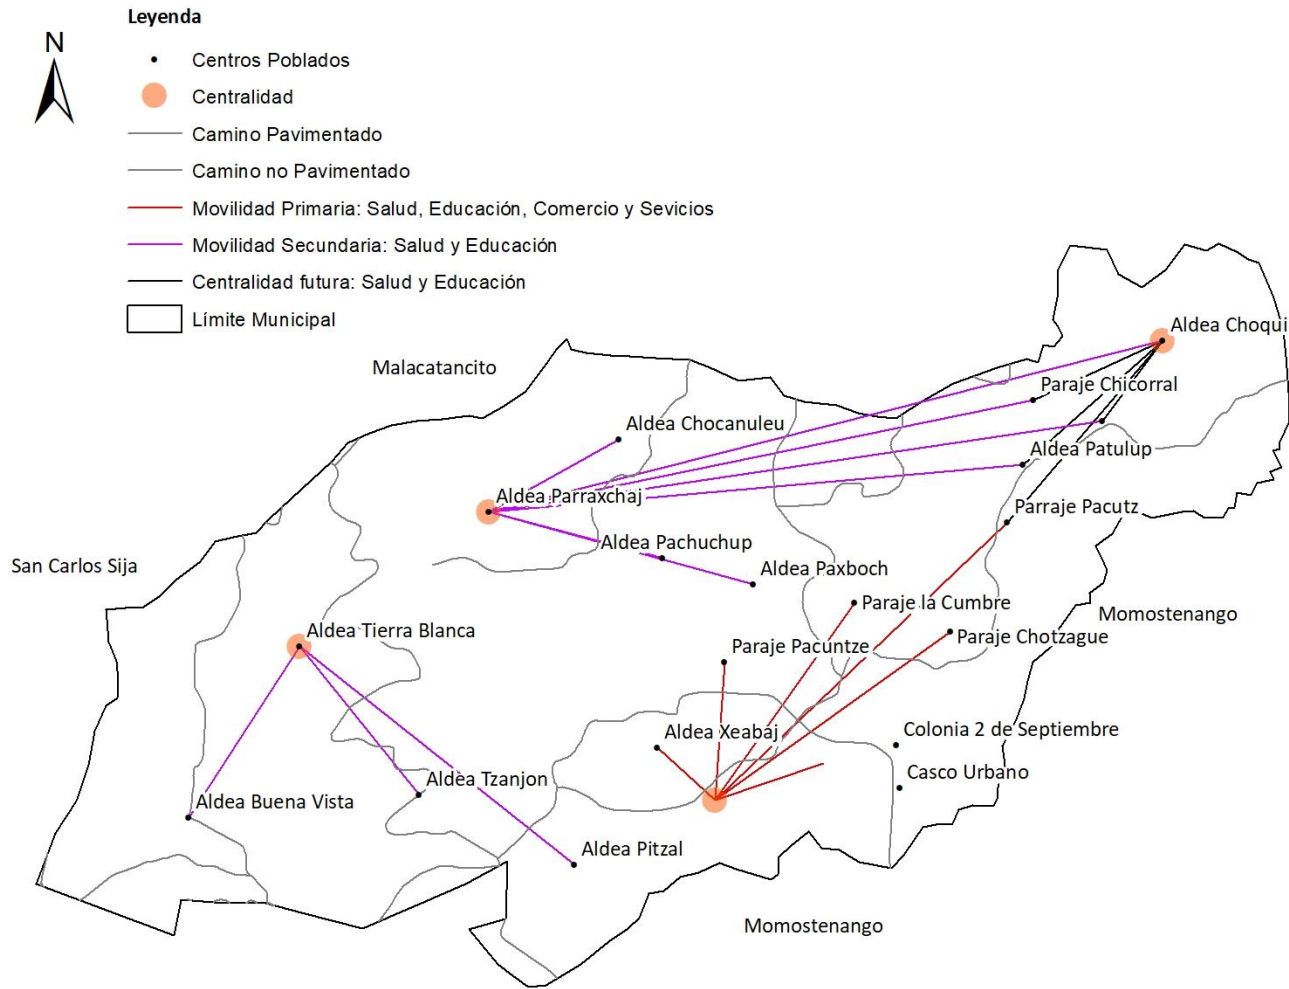 Leyenda
N
Centros Poblados
Centralidad
Camino Pavimentado
Camino no Pavimentado
Movilidad Primaria: Salud, Educación, Comercio y Sevicios
Movilidad Secundaria: Salud y Educación
Centralidad futura: Salud y Educación
Límite Municipal
Aldea Choqui
Malacatancito
Paraje Chicorral
Aldea Chocanuleu
Aldea Patulup
Aldea Parraxchaj
Parraje Pacutz
Aldea Pachuchup
San Carlos Sija
Aldea Paxboch
Paraje la Cumbre
Momostenango
Aldea Tierra Blanca
Paraje Chotzague
Paraje Pacuntze
Aldea Xeabáj
Colonia 2 de Septiembre
Casco Urbano
Aldea Tzanjon
Aldea Buena Vista
Aldea Pitzal
Momostenango